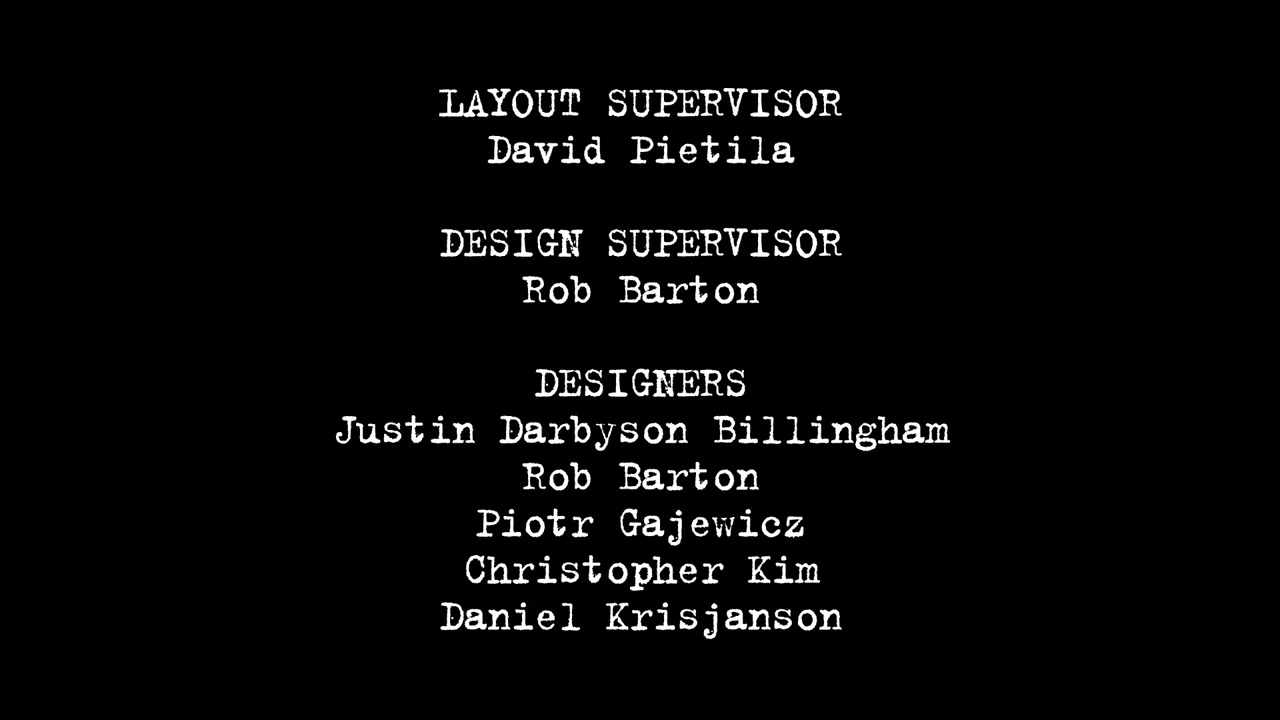 LAYOUT SUPERVISOR
David Pietila
DESIGN SUPERVISOR
Rob Barton
DESIGNERS
Justin Darbyson Billingham
Rob Barton
Piotr Gajewicz
Christopher Kim
Daniel Krisjanson